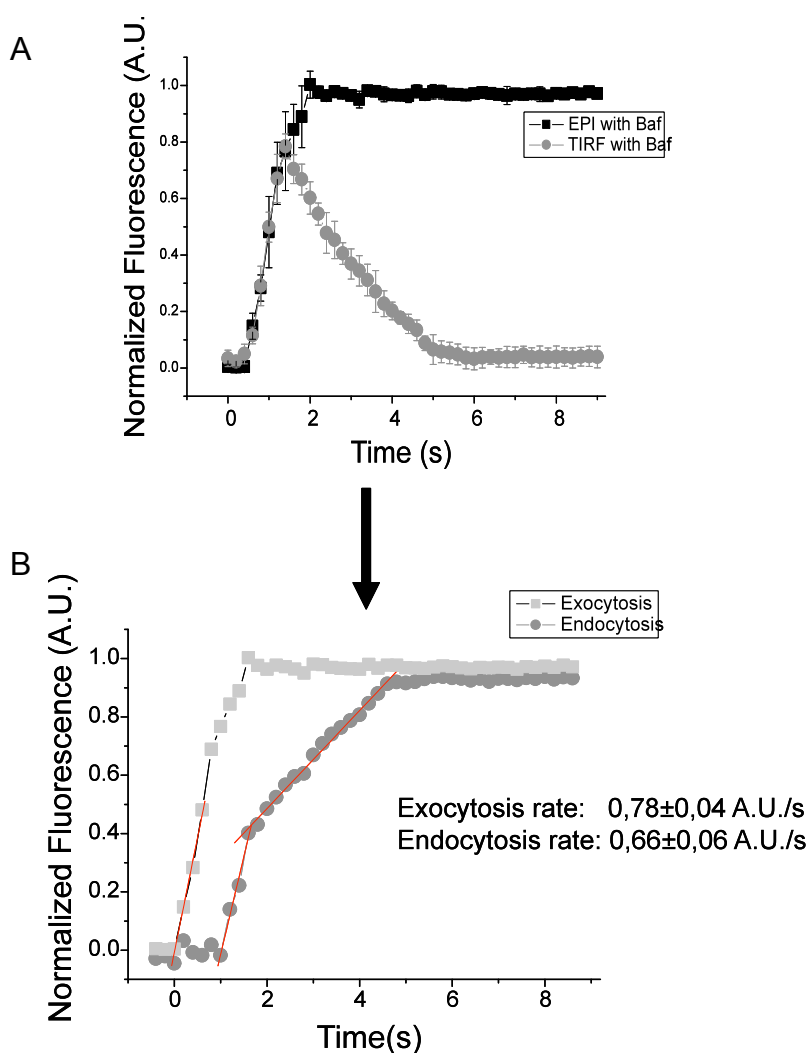 A
Normalized Fluorescence (A.U.)
1.0
0.8
0.6
0.4
0.2
0.0
EPI with Baf
TIRF with Baf
0 2 4 6 8
Time (s)
B
Normalized Fluorescence (A.U.)
1.0
0.8
0.6
0.4
0.2
0.0
Exocytosis
Endocytosis
Exocytosis rate: 0,78±0,04 A.U./s
Endocytosis rate: 0,66±0,06 A.U./s
0 2 4 6 8
Time(s)